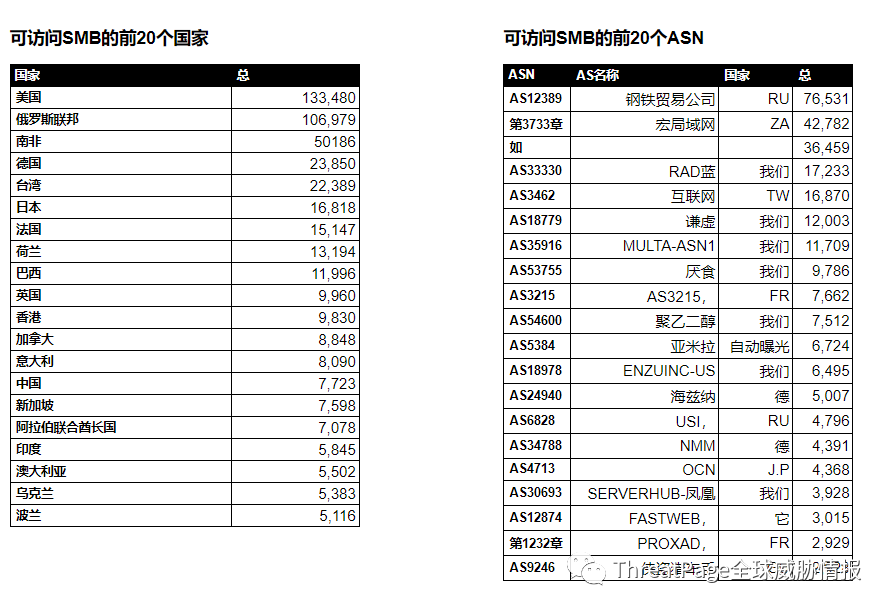 可访问SMB的前20个国家
国家 总
美国 133,480
俄罗斯联邦 106,979
南非 50186
德国 23,850
台湾 22,389
日本 16,818
法国 15,147
荷兰 13,194
巴西 11,996
英国 9,960
香港 9,830
加拿大 8,848
意大利 8,090
中国 7,723
新加坡 7,598
阿拉伯联合酋长国 7,078
印度 5,845
澳大利亚 5,502
乌克兰 5,383
波兰 5,116
可访问SMB的前20个ASN
ASN AS名称 国家 总
AS12389 钢铁贸易公司 RU 76,531
第3733章 宏局域网 ZA 42,782
如 36,459
AS33330 RAD蓝 我们 17,233
AS3462 互联网 TW 16,870
AS18779 谦虚 我们 12,003
AS35916 MULTA-ASN1 我们 11,709
AS53755 厌食 我们 9,786
AS3215 AS3215, FR 7,662
AS54600 聚乙二醇 我们 7,512
AS5384 亚米拉 自动曝光 6,724
AS18978 ENZUINC-US 我们 6,495
AS24940 海兹纳 德 5,007
AS6828 USI, RU 4,796
AS34788 NMM 德 4,391
AS4713 OCN J.P 4,368
AS30693 SERVERHUB-凤凰 我们 3,928
AS12874 FASTWEB, 它 3,015
第1232章 PROXAD, FR 2,929
AS9246
ThreatPage全球威胁情报